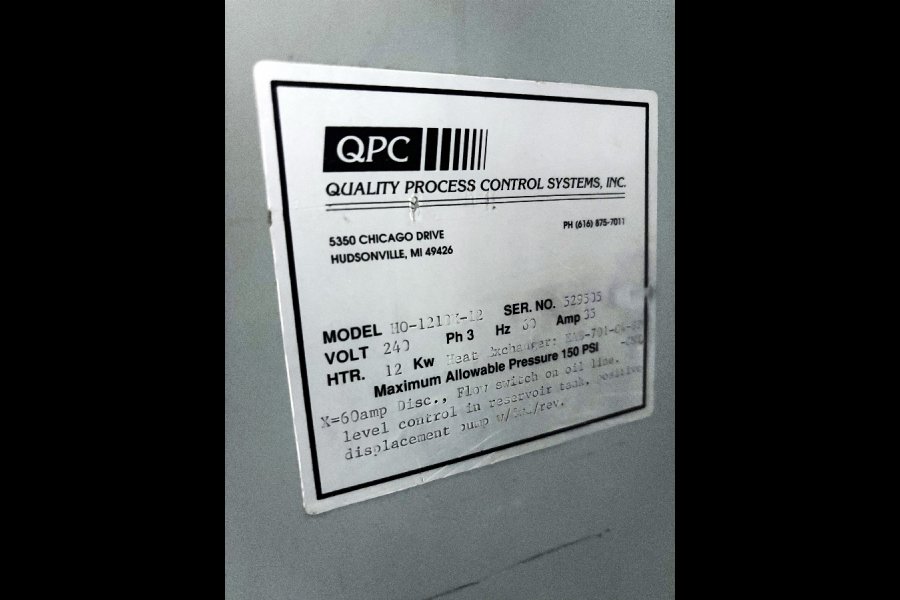 QPC
QUALITY PROCESS CONTROL SYSTEMS, INC.
5350 CHICAGO DRIVE
HUDSONVILLE, MI 49426
PH (616) 875-7011
MODEL SER. NO. 529505
VOLT 240 Ph 3 Hz 60 Amp 35
HTR. 12 Kw Heat Exchanger:
Maximum Allowable Pressure 150 PSI
X=60amp Disc., Flow switch on oil line,
level control in reservoir tank, positive
displacement pump